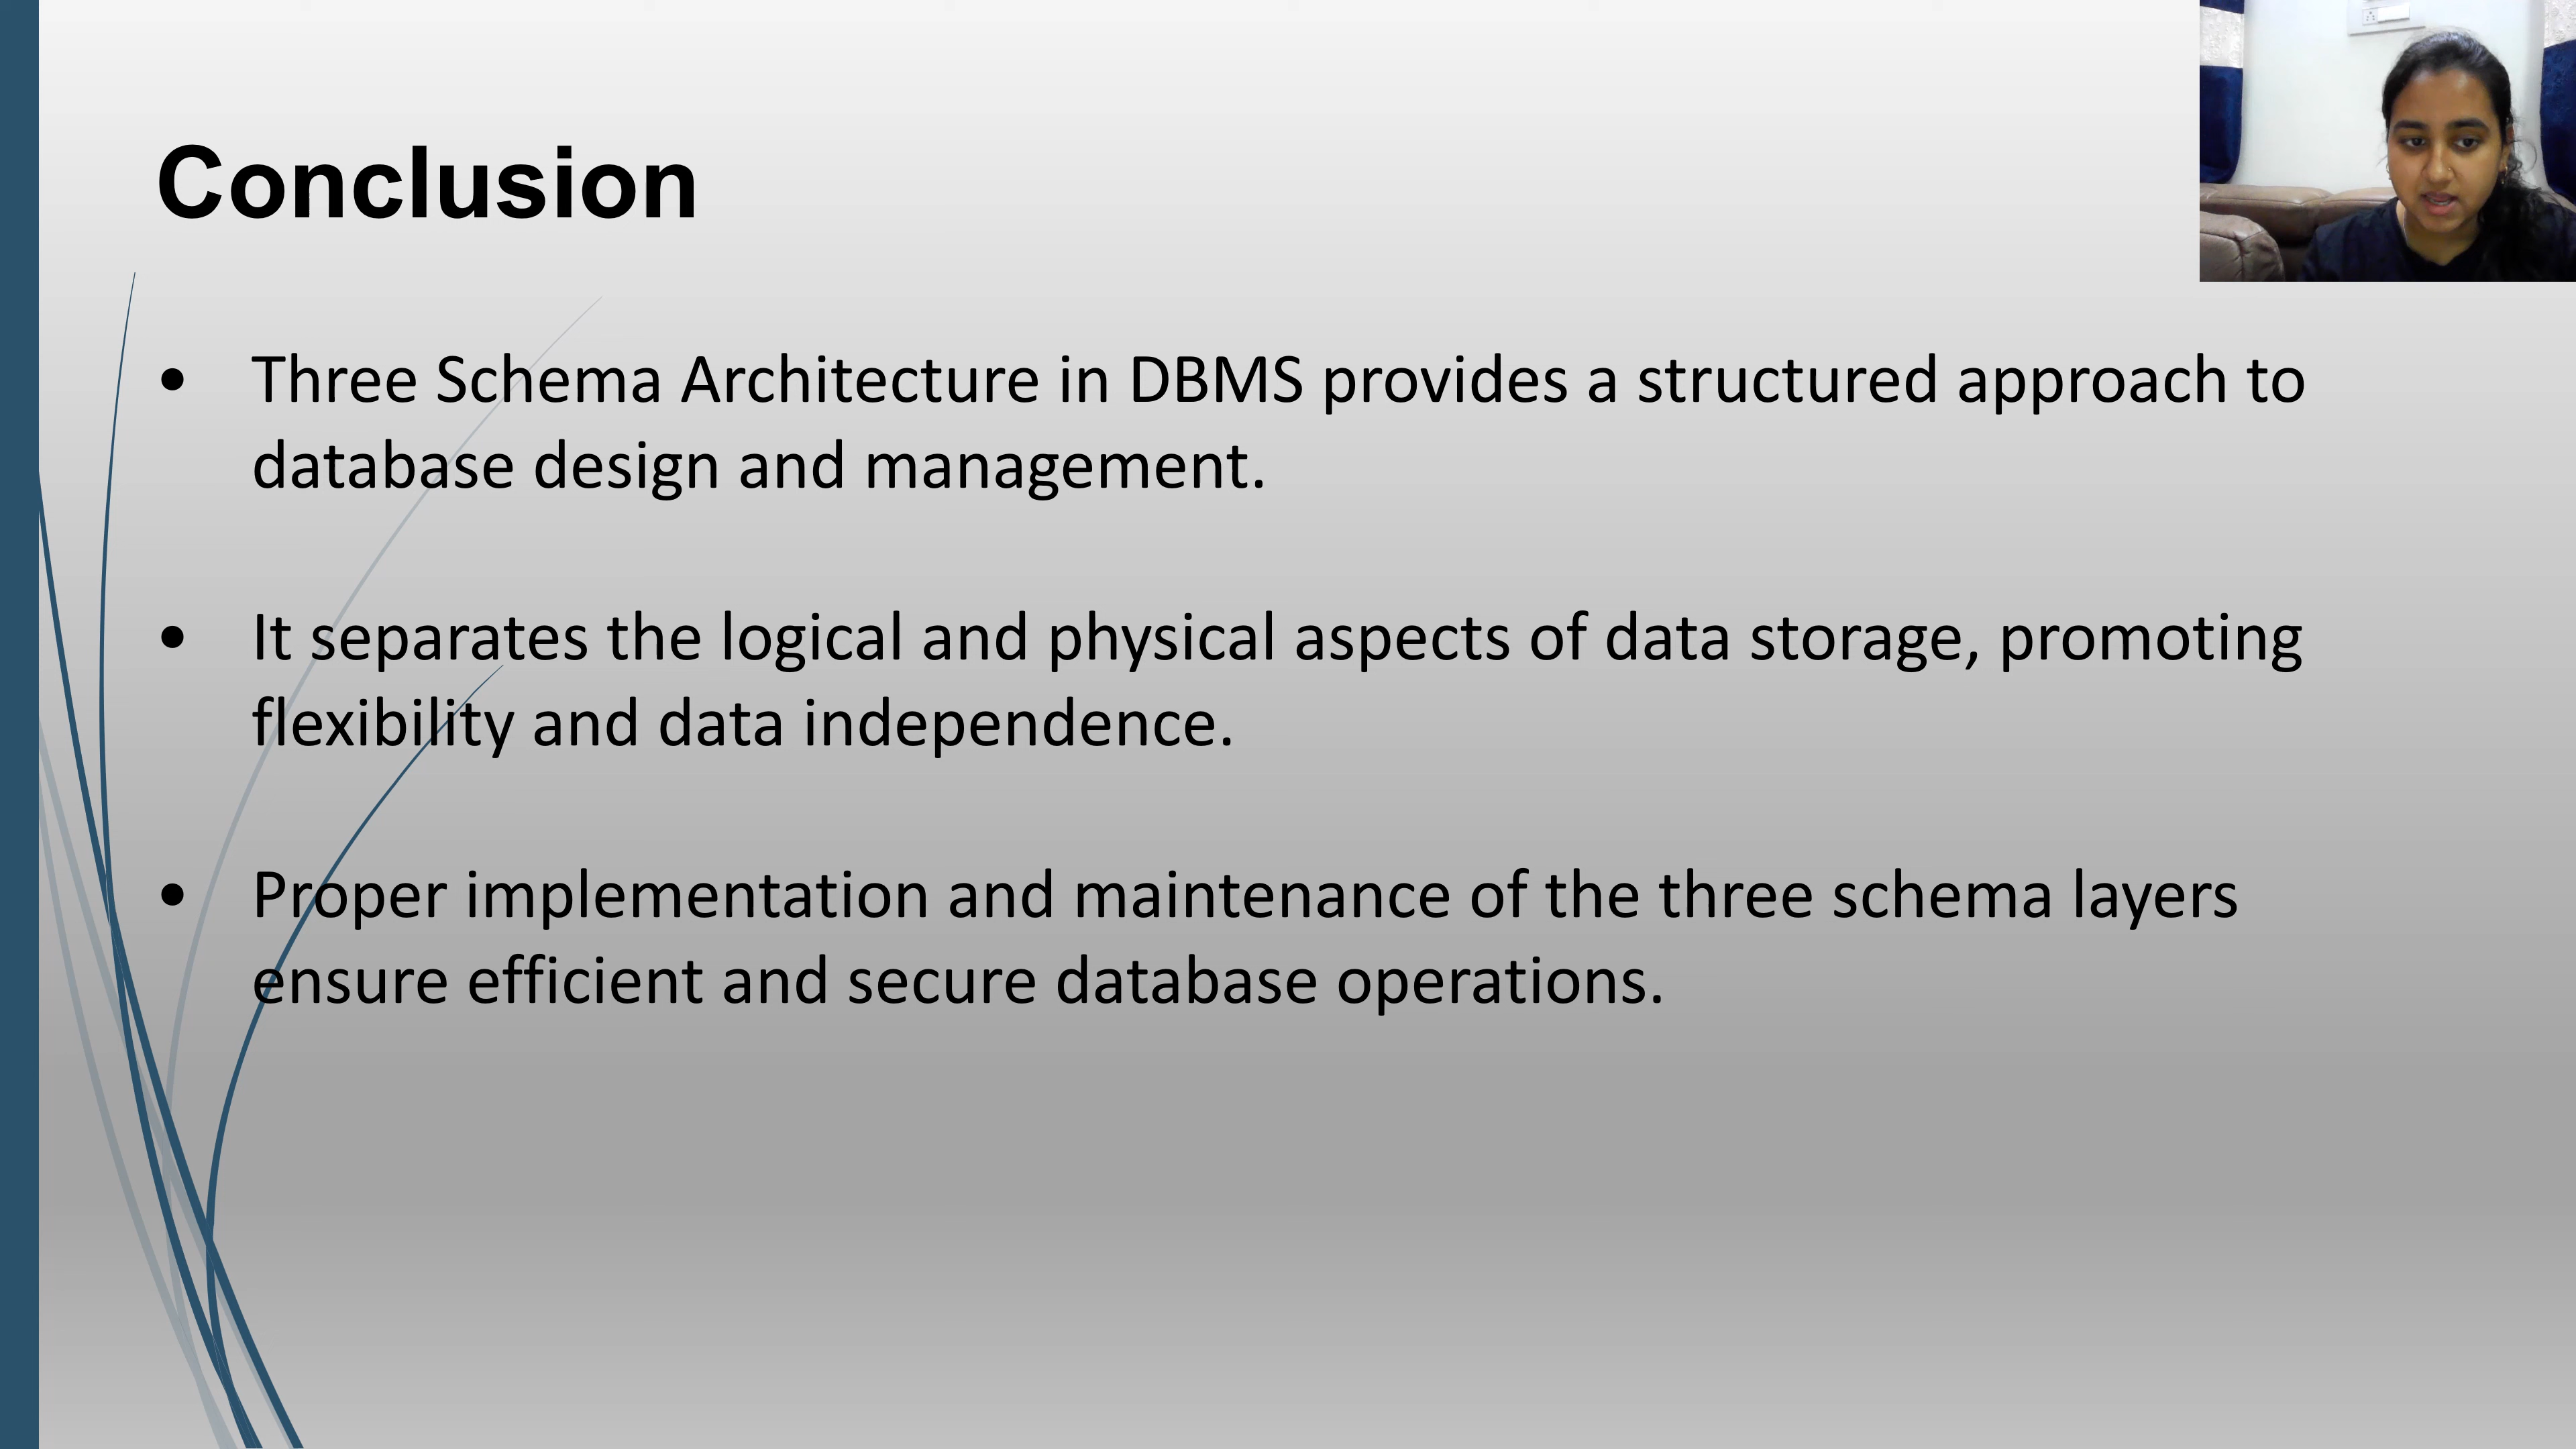 Conclusion
• Three Schema Architecture in DBMS provides a structured approach to
database design and management.
• It separates the logical and physical aspects of data storage, promoting
flexibility and data independence.
• Proper implementation and maintenance of the three schema layers
ensure efficient and secure database operations.